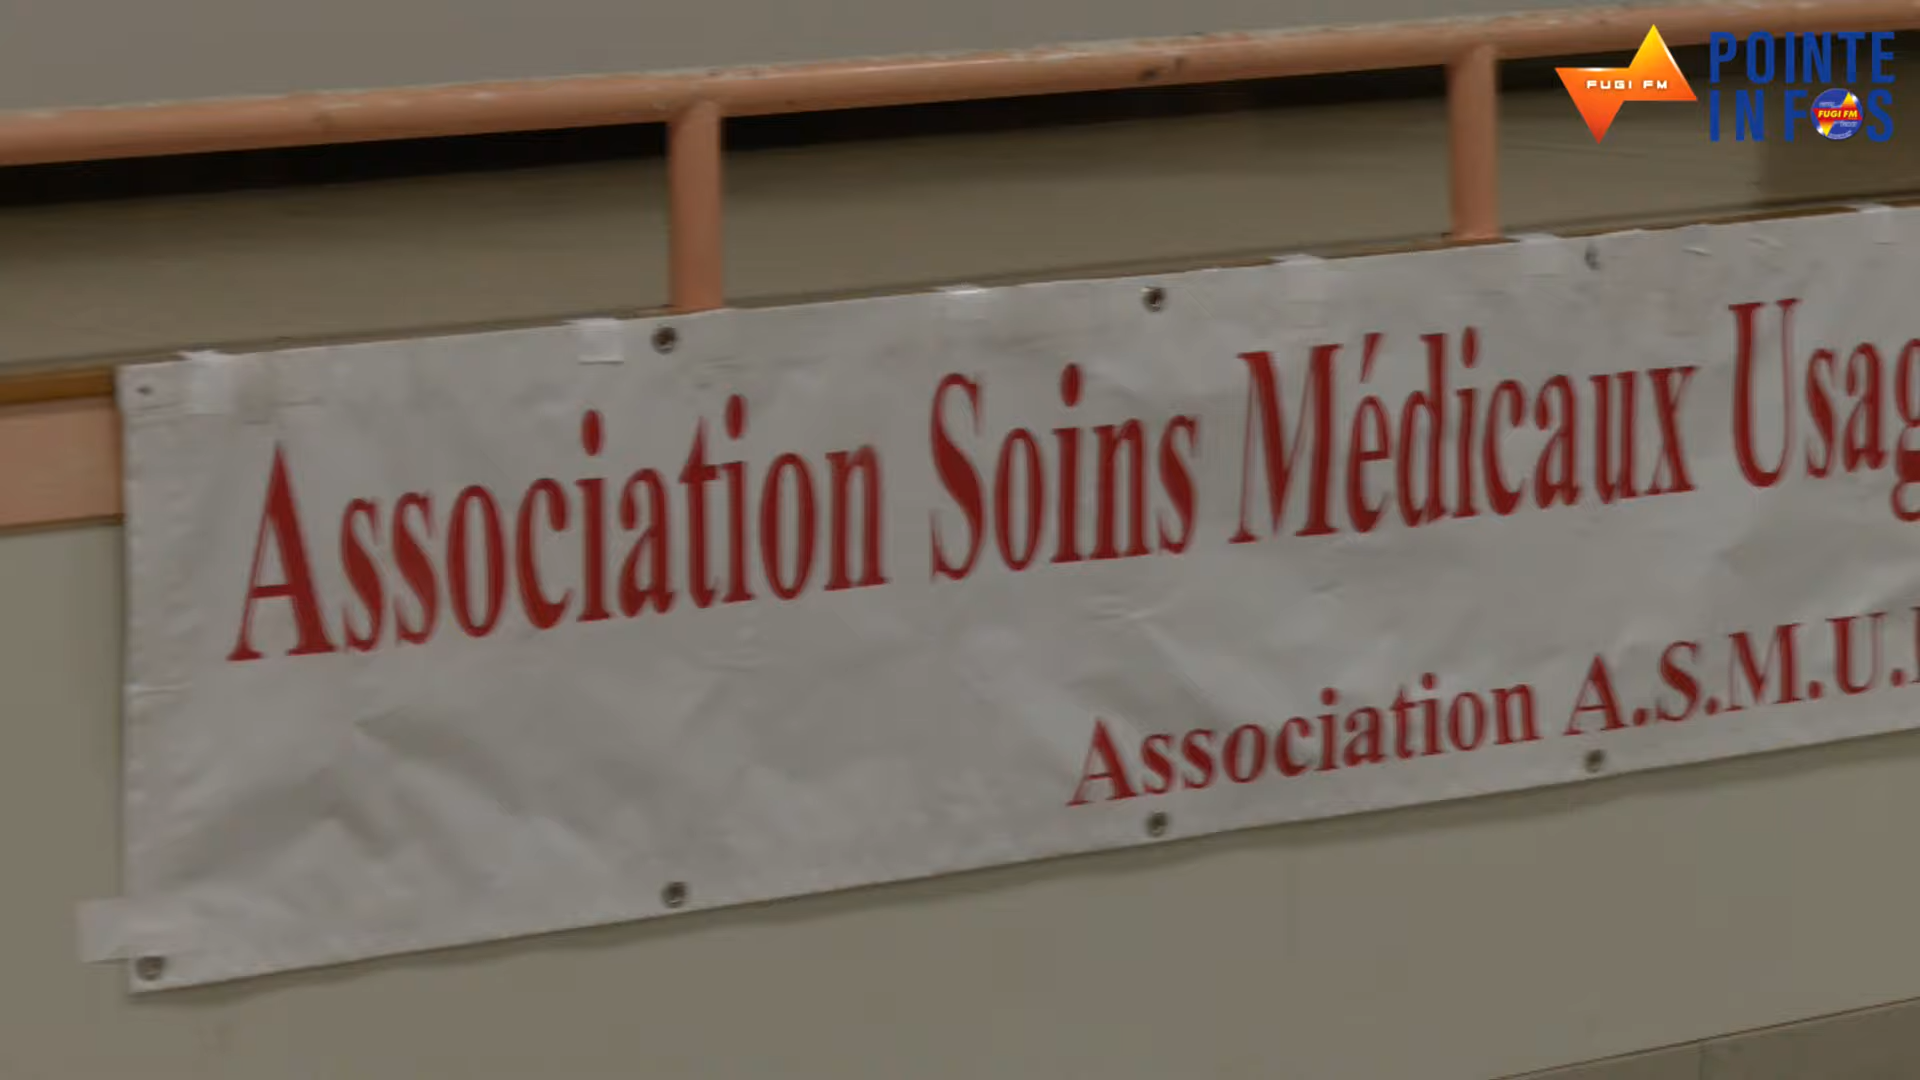 FUGI FM
POINTE
INFOS
FUGI FM
Association Soins Médicaux
Association A.S.M.U.